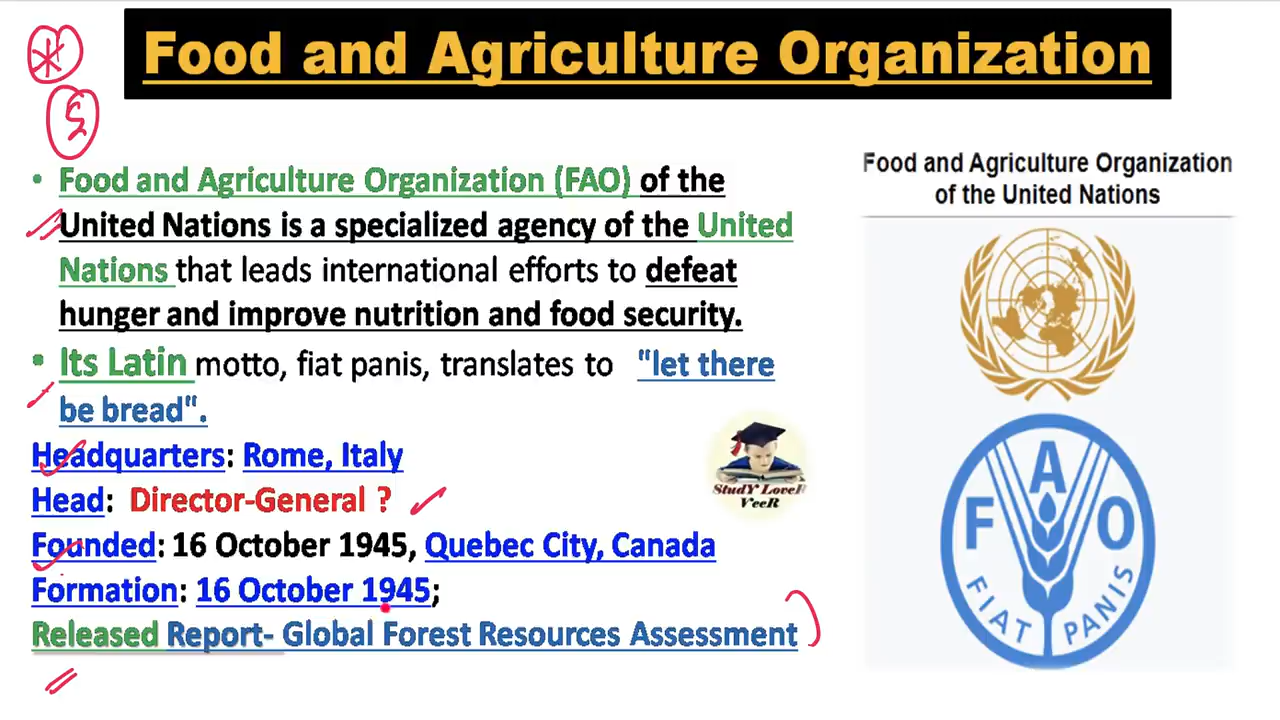 Food and Agriculture Organization
• Food and Agriculture Organization (FAO) of the
United Nations is a specialized agency of the United
Nations that leads international efforts to defeat
hunger and improve nutrition and food security.
• Its Latin motto, fiat panis, translates to "let there
be bread".
Headquarters: Rome, Italy
Head: Director-General ?
Founded: 16 October 1945, Quebec City, Canada
Formation: 16 October 1945;
Released Report- Global Forest Resources Assessment
Food and Agriculture Organization
of the United Nations
StudY LoveR
VeeR
F A O
FIAT PANIS